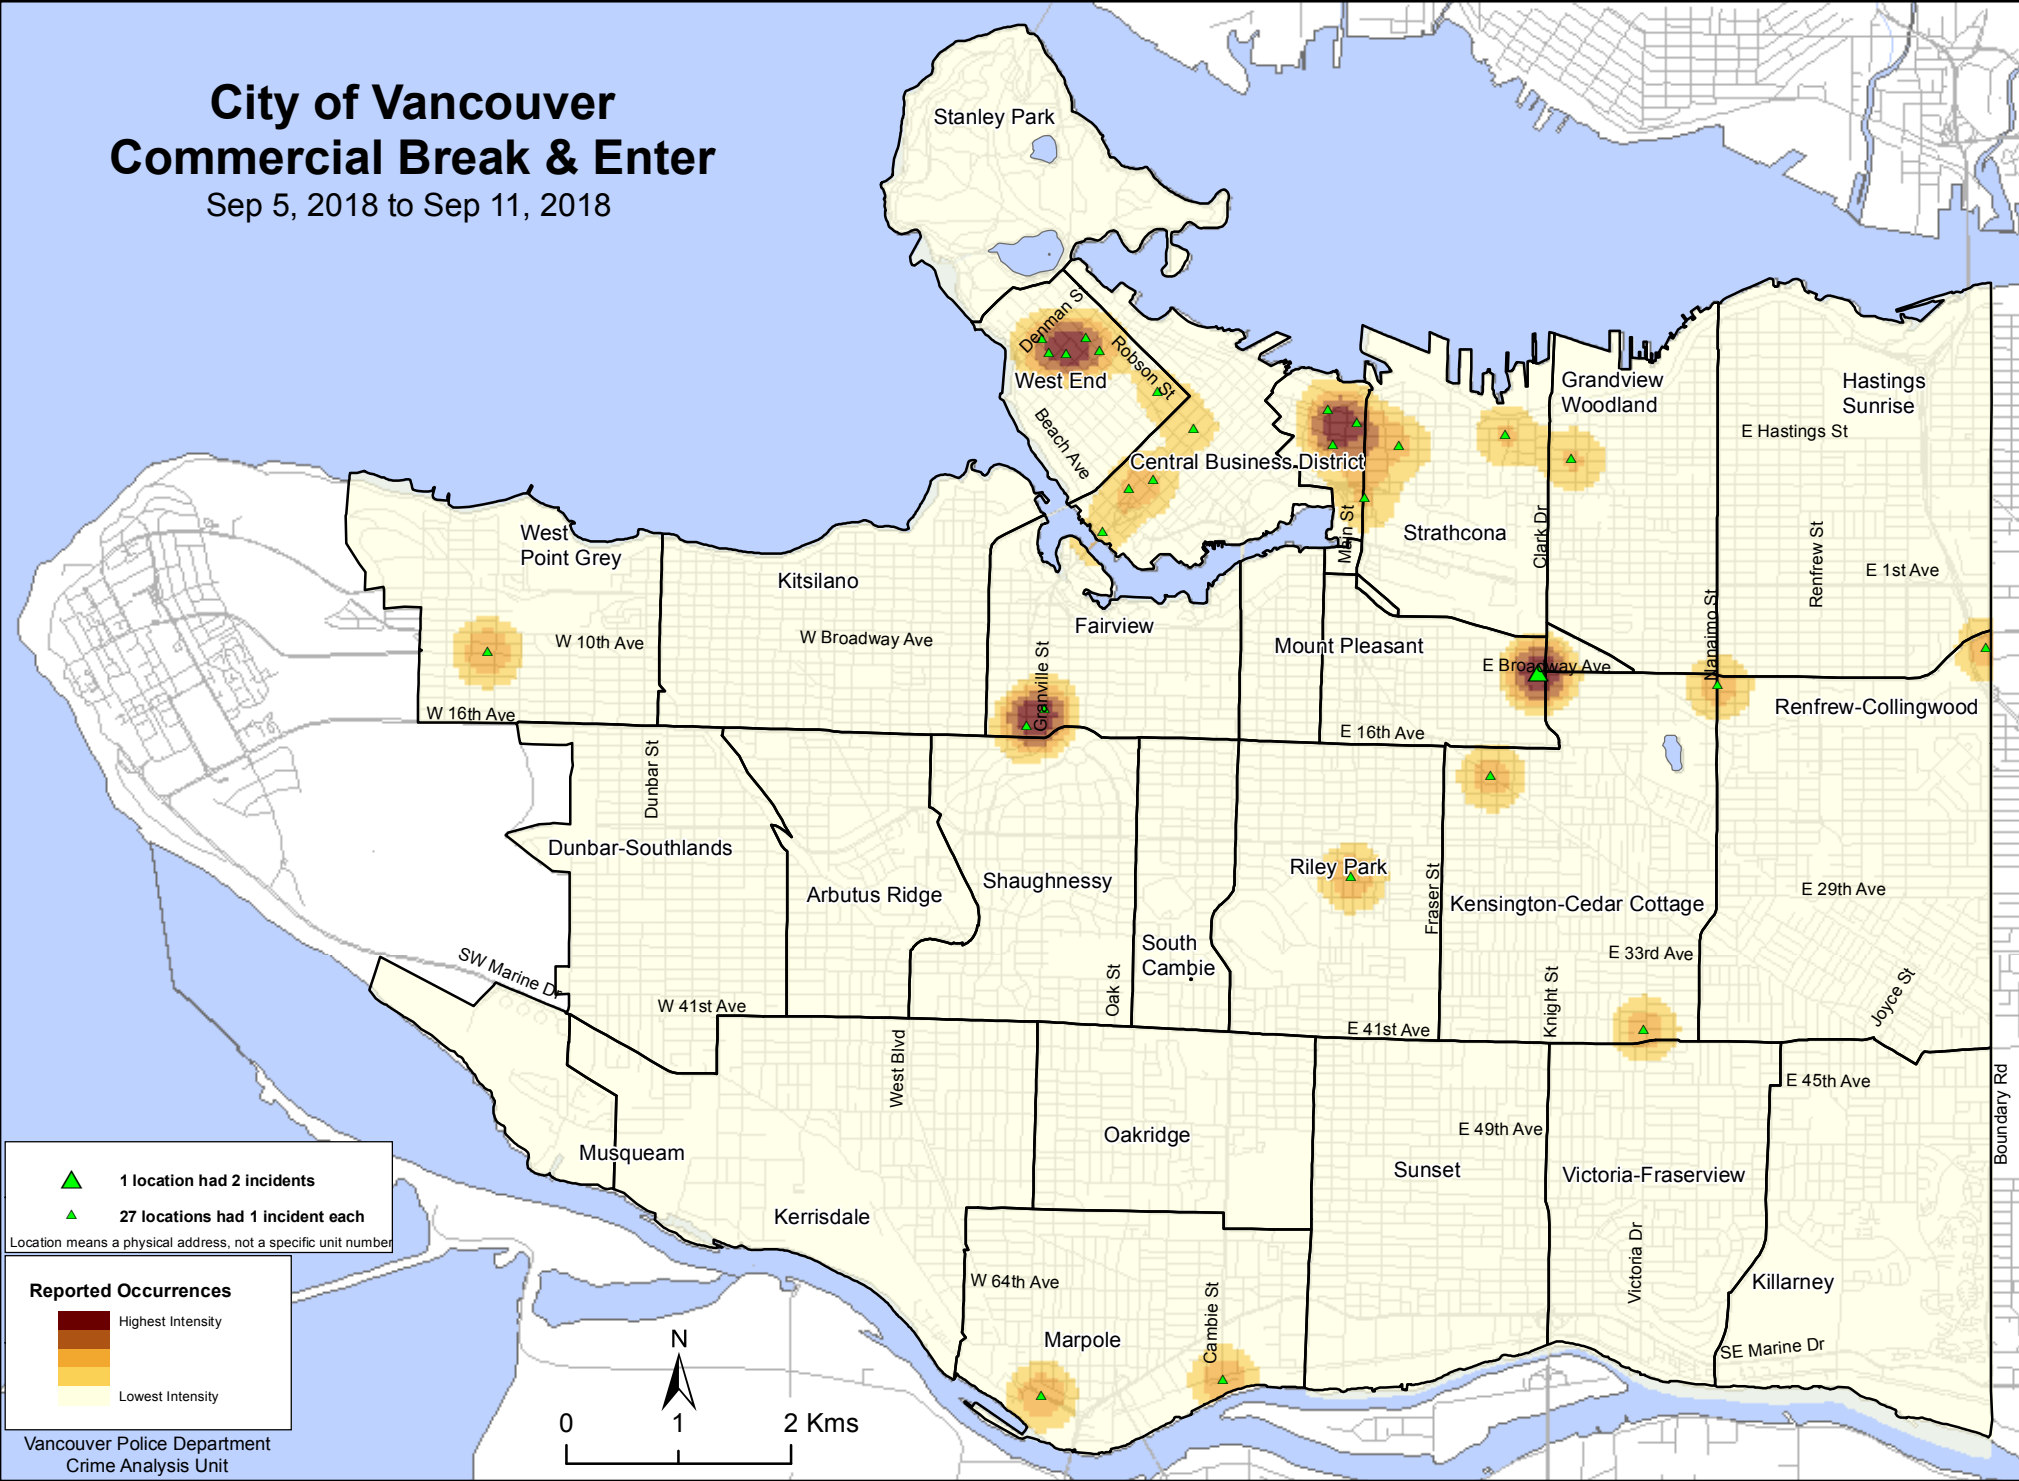 City of Vancouver
Commercial Break & Enter
Sep 5, 2018 to Sep 11, 2018
Stanley Park
Denman St
Robson St
West End
Beach Ave
Central Business District
Grandview
Woodland
Hastings
Sunrise
E Hastings St
Main St
Strathcona
Clark Dr
Renfrew St
E 1st Ave
Nanaimo St
West
Point Grey
Kitsilano
W 10th Ave
W Broadway Ave
Fairview
Granville St
Mount Pleasant
E Broadway Ave
Renfrew-Collingwood
W 16th Ave
E 16th Ave
Dunbar St
Dunbar-Southlands
Arbutus Ridge
Shaughnessy
Riley Park
Fraser St
Kensington-Cedar Cottage
E 29th Ave
South
Cambie
E 33rd Ave
Oak St
Knight St
Joyce St
SW Marine Dr
W 41st Ave
E 41st Ave
West Blvd
E 45th Ave
Boundary Rd
Oakridge
E 49th Ave
Sunset
Victoria-Fraserview
Musqueam
Kerrisdale
Victoria Dr
W 64th Ave
Cambie St
Killarney
Marpole
SE Marine Dr
1 location had 2 incidents
27 locations had 1 incident each
Location means a physical address, not a specific unit number
Reported Occurrences
Highest Intensity
Lowest Intensity
Vancouver Police Department
Crime Analysis Unit
N
0 1 2 Kms